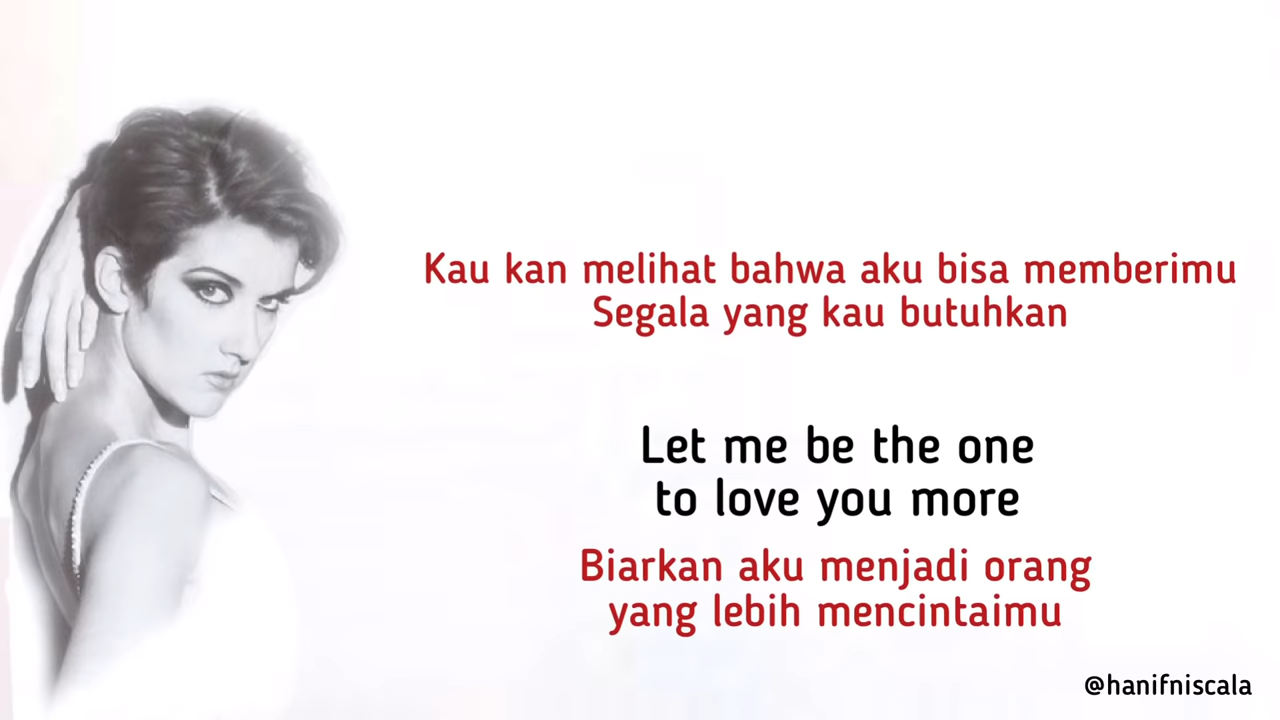 Kau kan melihat bahwa aku bisa memberimu
Segala yang kau butuhkan
Let me be the one
to love you more
Biarkan aku menjadi orang
yang lebih mencintaimu
@hanifniscala